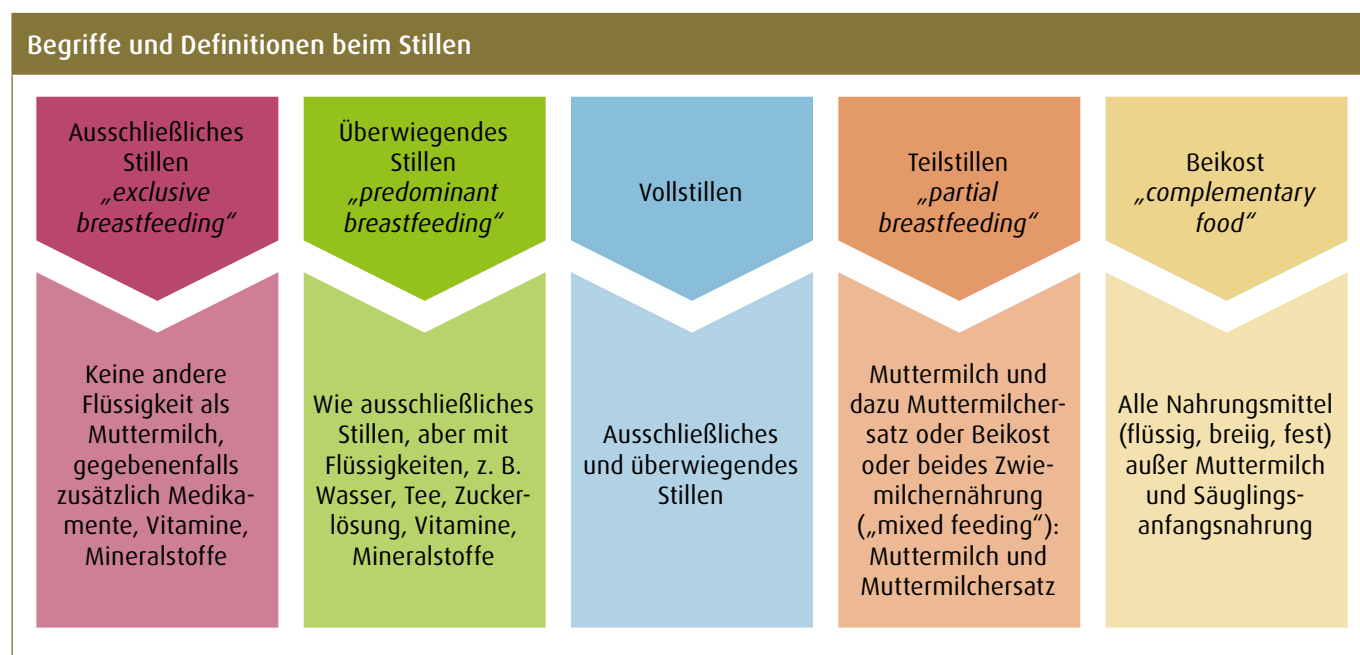 Begriffe und Definitionen beim Stillen
Ausschließliches
Stillen
„exclusive
breastfeeding“
Keine andere
Flüssigkeit als
Muttermilch,
gegebenenfalls
zusätzlich Medika-
mente, Vitamine,
Mineralstoffe
Überwiegendes
Stillen
„predominant
breastfeeding“
Wie ausschließliches
Stillen, aber mit
Flüssigkeiten, z. B.
Wasser, Tee, Zucker-
lösung, Vitamine,
Mineralstoffe
Vollstillen
Ausschließliches
und überwiegendes
Stillen
Teilstillen
„partial
breastfeeding“
Muttermilch und
dazu Muttermilcher-
satz oder Beikost
oder beides Zwie-
milchernährung
(„mixed feeding“):
Muttermilch und
Muttermilchersatz
Beikost
„complementary
food“
Alle Nahrungsmittel
(flüssig, breiig, fest)
außer Muttermilch
und Säuglings-
anfangsnahrung